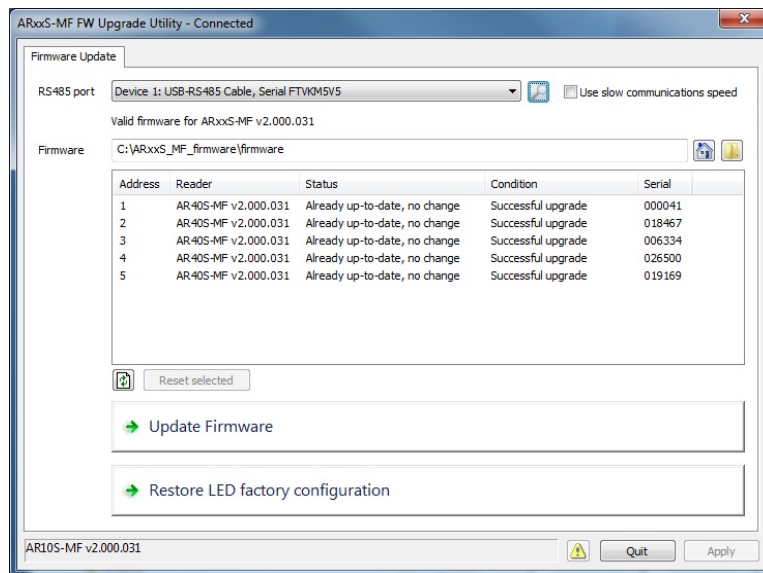 ARxxS-MF FW Upgrade Utility - Connected
Firmware Update
RS485 port Device 1: USB-RS485 Cable, Serial FTVKM5V5 Use slow communications speed
Valid firmware for ARxxS-MF v2.000.031
Firmware C:\ARxxS_MF_firmware\firmware
Address Reader Status Condition Serial
1 AR40S-MF v2.000.031 Already up-to-date, no change Successful upgrade 000041
2 AR40S-MF v2.000.031 Already up-to-date, no change Successful upgrade 018467
3 AR40S-MF v2.000.031 Already up-to-date, no change Successful upgrade 006334
4 AR40S-MF v2.000.031 Already up-to-date, no change Successful upgrade 026500
5 AR40S-MF v2.000.031 Already up-to-date, no change Successful upgrade 019169
Reset selected
Update Firmware
Restore LED factory configuration
AR10S-MF v2.000.031 Quit Apply